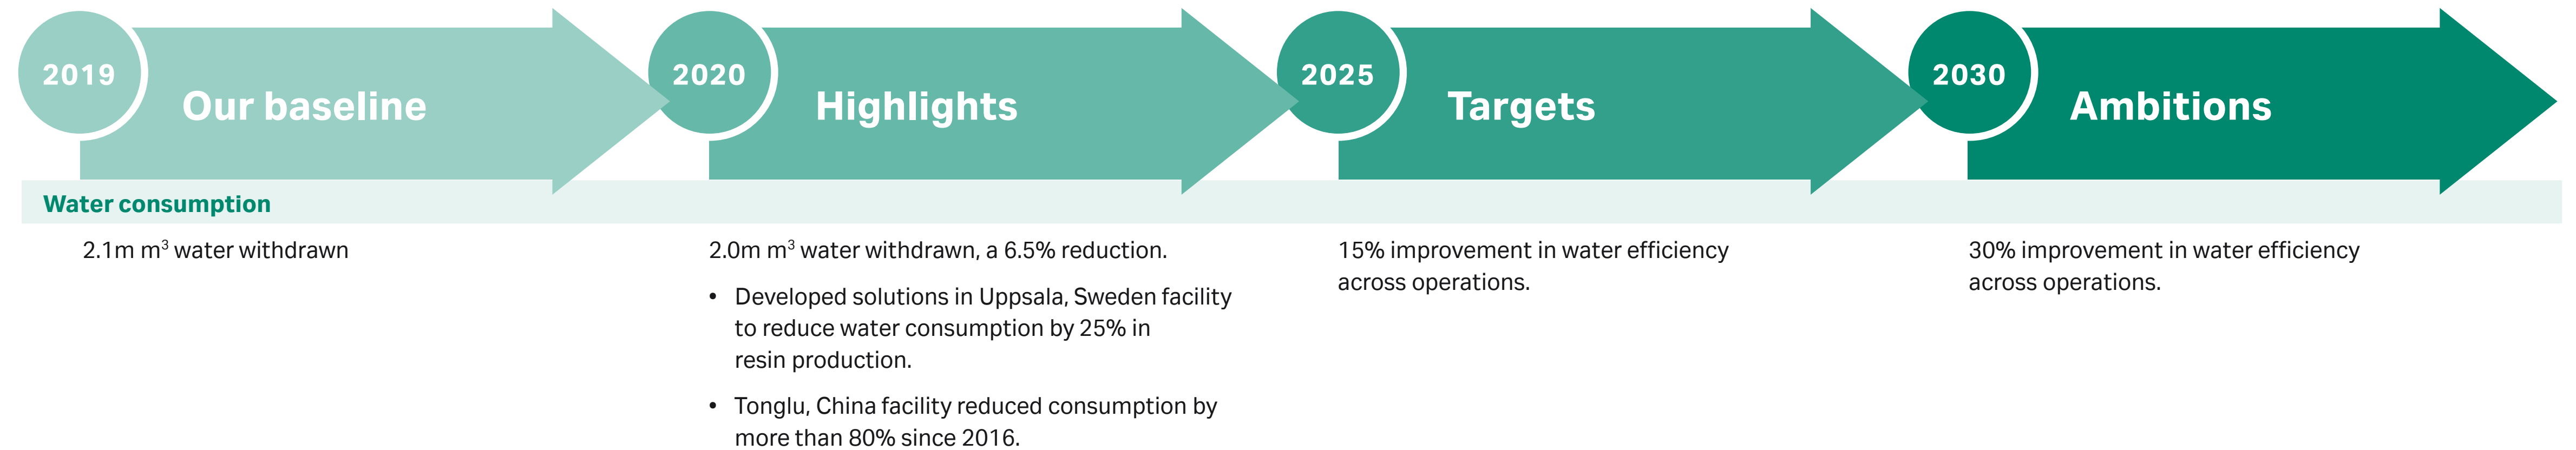 2019
Our baseline
2020
Highlights
2025
Targets
2030
Ambitions
Water consumption
2.1m m³ water withdrawn
2.0m m³ water withdrawn, a 6.5% reduction.
• Developed solutions in Uppsala, Sweden facility
to reduce water consumption by 25% in
resin production.
• Tonglu, China facility reduced consumption by
more than 80% since 2016.
15% improvement in water efficiency
across operations.
30% improvement in water efficiency
across operations.